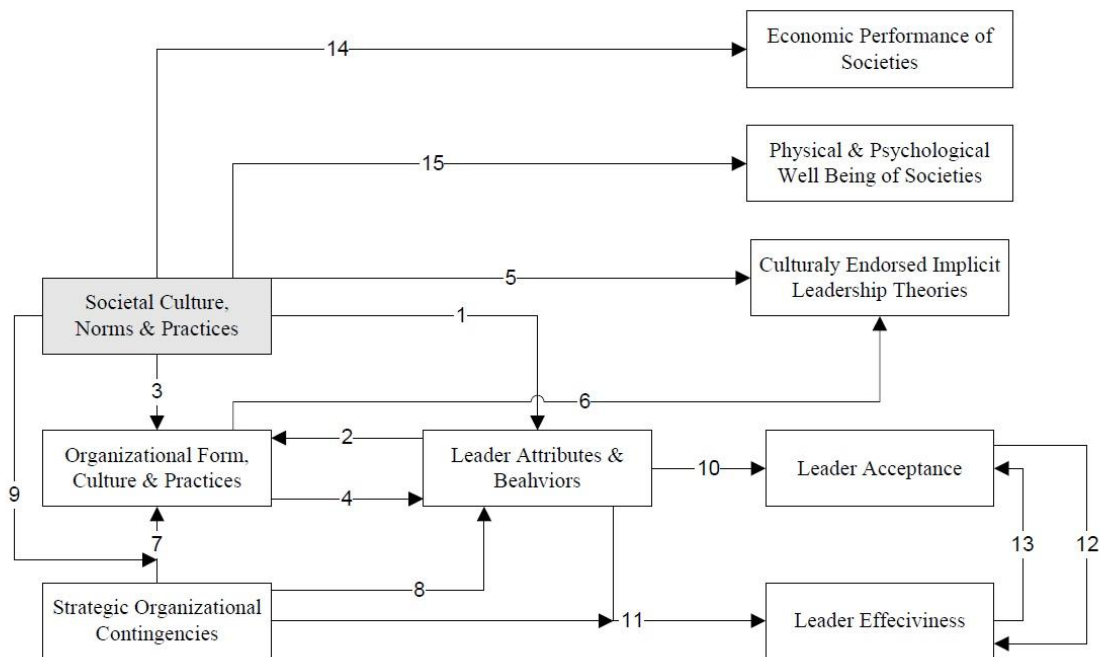 14
Economic Performance of
Societies
15
Physical & Psychological
Well Being of Societies
5
Culturaly Endorsed Implicit
Leadership Theories
Societal Culture,
Norms & Practices
1
3
6
Organizational Form,
Culture & Practices
2
4
Leader Attributes &
Beahviors
10
Leader Acceptance
9
7
8
13
12
Strategic Organizational
Contingencies
11
Leader Effeciviness